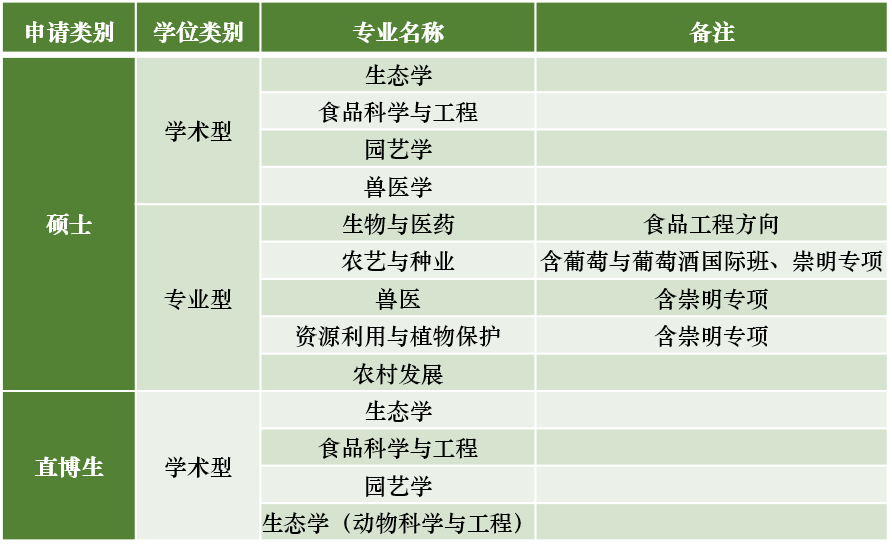 申请类别 学位类别 专业名称 备注
硕士 学术型 生态学
食品科学与工程
园艺学
兽医学
专业型 生物与医药 食品工程方向
农艺与种业 含葡萄与葡萄酒国际班、崇明专项
兽医 含崇明专项
资源利用与植物保护 含崇明专项
农村发展
直博生 学术型 生态学
食品科学与工程
园艺学
生态学（动物科学与工程）